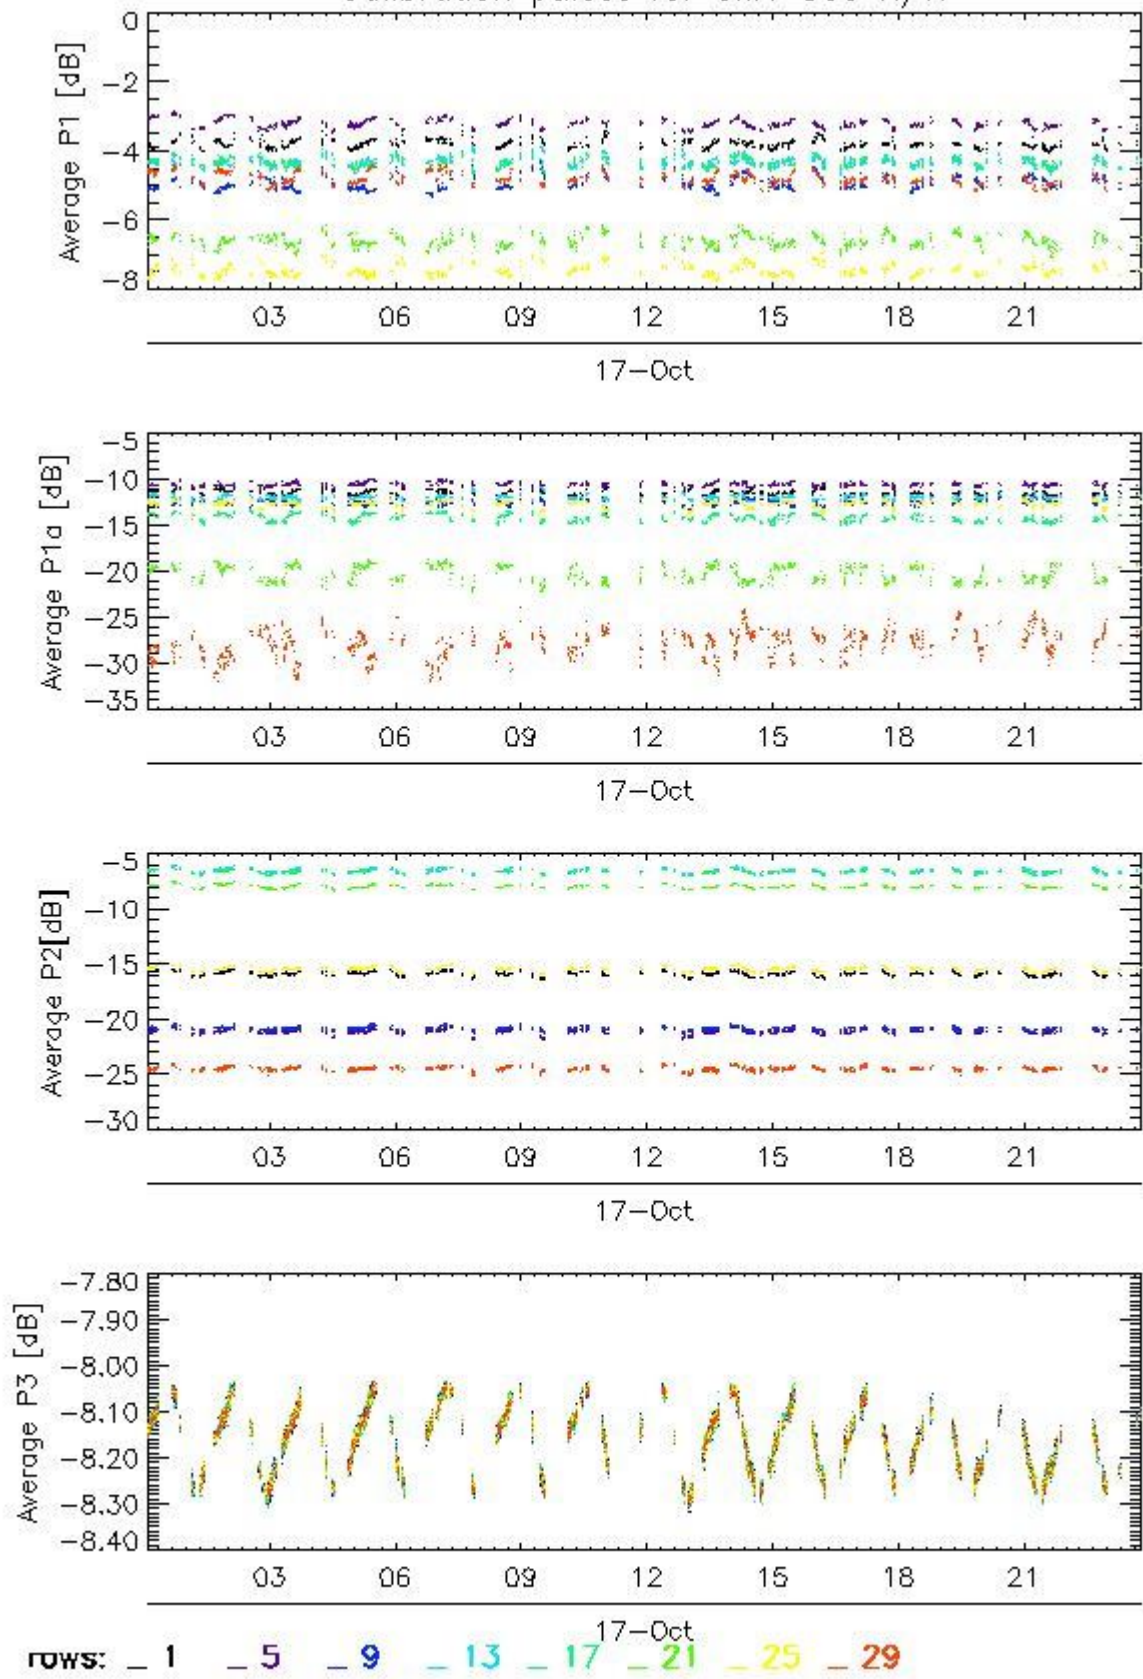 0
-2
-4
-6
-8
Average P1 [dB]
03 06 09 12 15 18 21
17-Oct
-5
-10
-15
-20
-25
-30
-35
Average P1a [dB]
03 06 09 12 15 18 21
17-Oct
-5
-10
-15
-20
-25
-30
Average P2[dB]
03 06 09 12 15 18 21
17-Oct
-7.80
-7.90
-8.00
-8.10
-8.20
-8.30
-8.40
Average P3 [dB]
03 06 09 12 15 18 21
17-Oct
rows: _ 1 _ 5 _ 9 _ 13 _ 17 _ 21 _ 25 _ 29